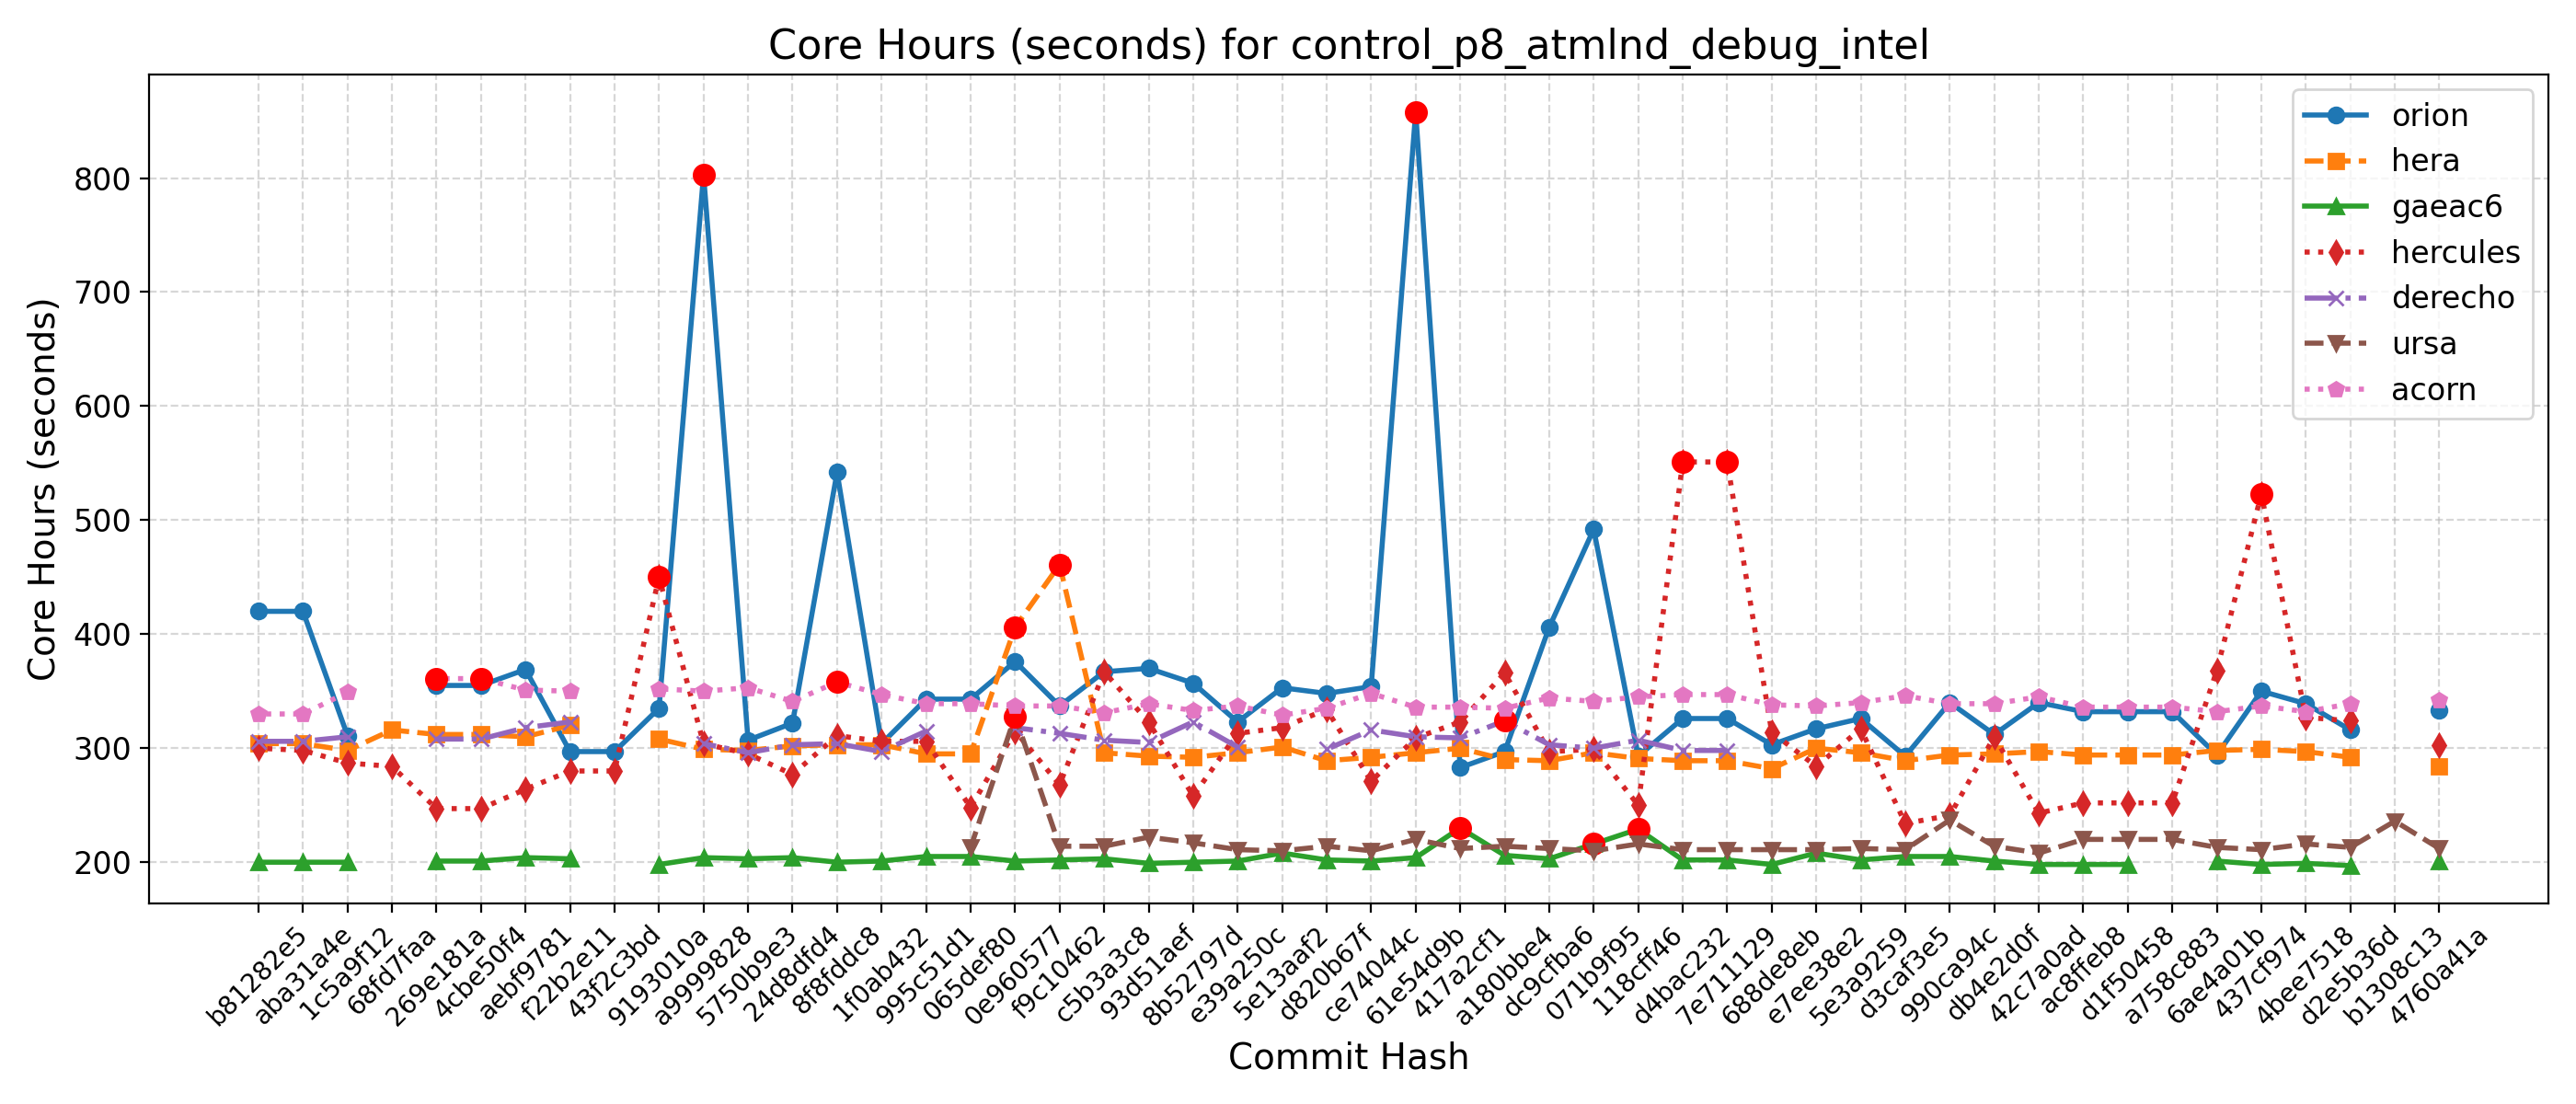 Core Hours (seconds) for control_p8_atmlnd_debug_intel
Core Hours (seconds)
800
700
600
500
400
300
200
orion
hera
gaeac6
hercules
derecho
ursa
acorn
b81282e5
aba31a4e
1c5a9f12
68fd7faa
269e181a
4cbe50f4
aebf9781
f22b2e11
43f2c3bd
9193010a
a9999828
5750b9e3
24d8dfd4
8f8fddc8
1f0ab432
995c51d1
065def80
0e960577
f9c10462
c5b3a3c8
93d51aef
8b52797d
e39a250c
5e13aaf2
d820b67f
ce74044c
61e54d9b
417a2cf1
a180bbe4
dc9cfba6
071b9f95
118cff46
d4bac232
7e711129
688de8eb
e7ee38e2
5e3a9259
d3caf3e5
990ca94c
db4e2d0f
42c7a0ad
ac8ffeb8
d1f50458
a758c883
6ae4a01b
437cf974
4bee7518
d2e5b36d
b1308c13
4760a41a
Commit Hash